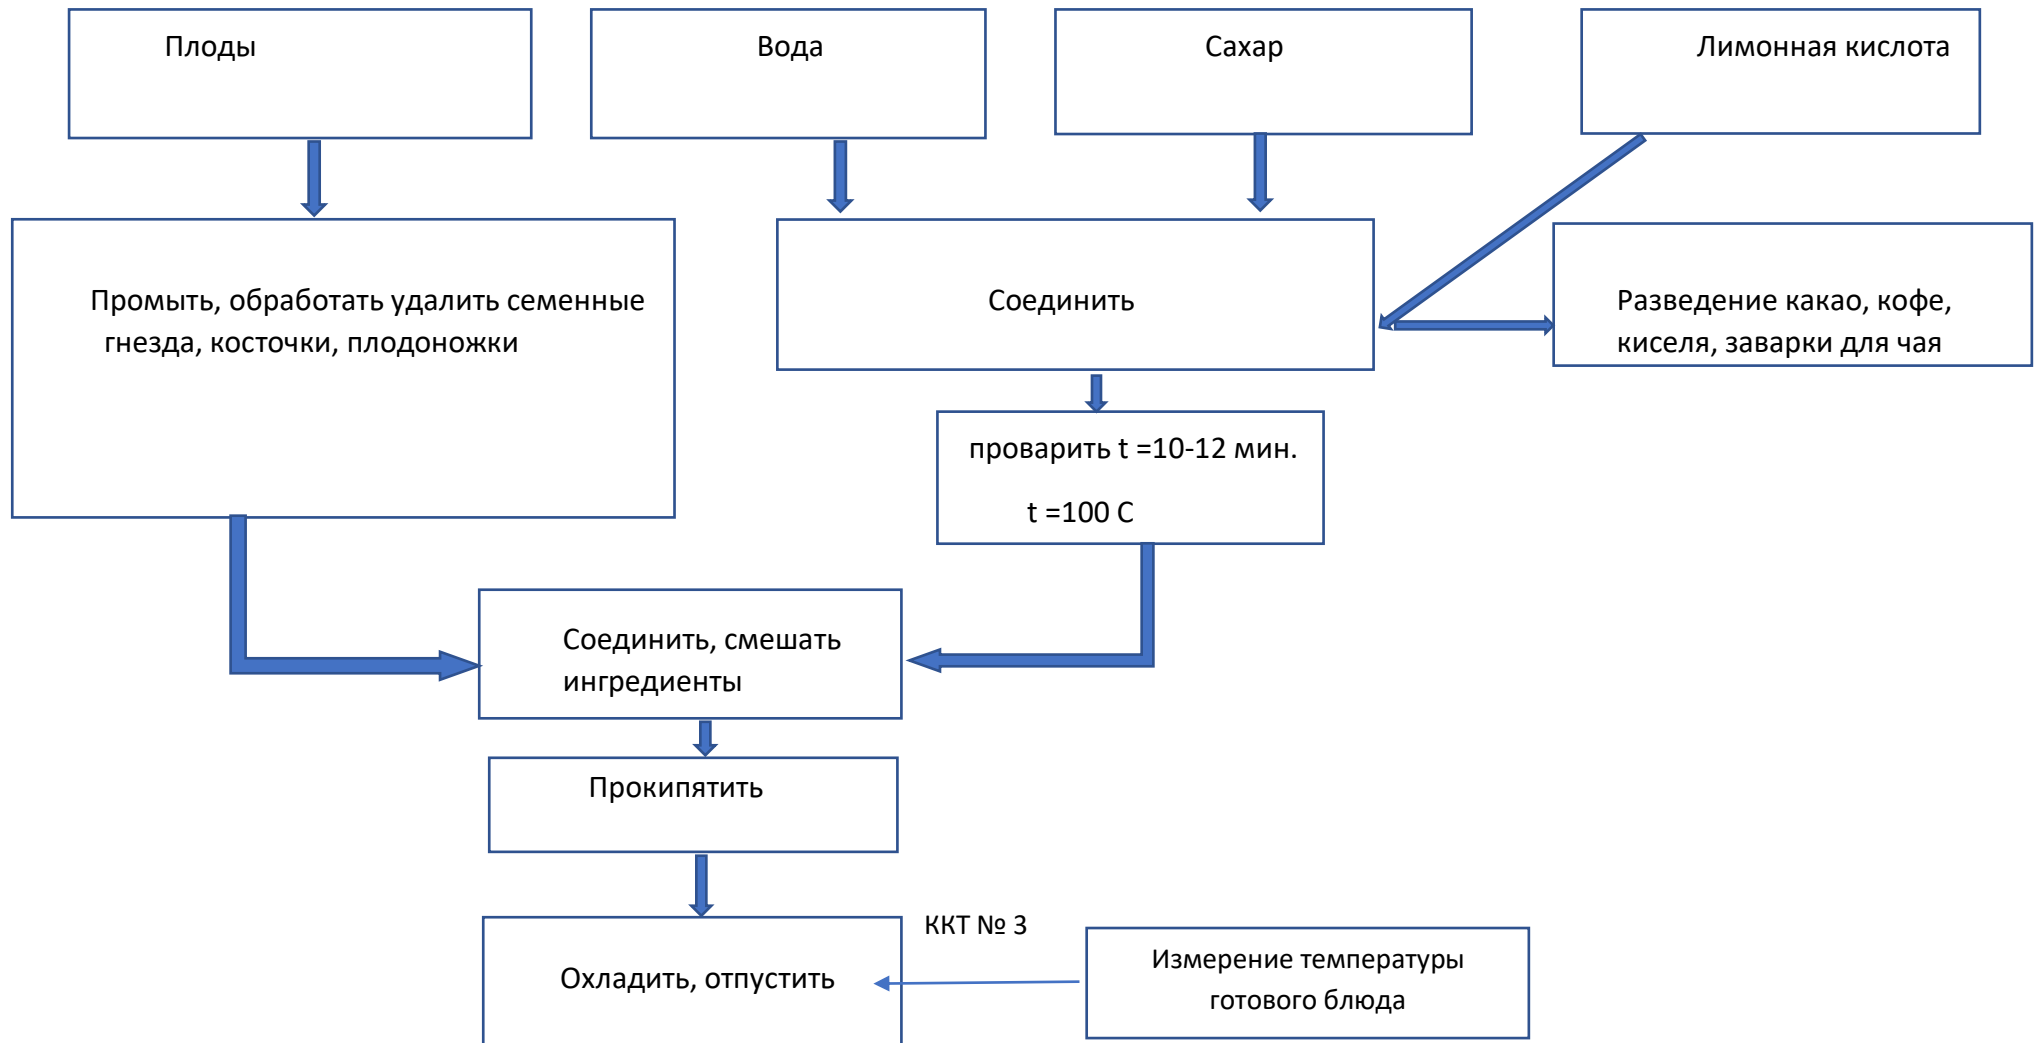 Плоды
Вода
Сахар
Лимонная кислота
Промыть, обработать удалить семенные
гнезда, косточки, плодоножки
Соединить
Разведение какао, кофе,
киселя, заварки для чая
проварить t =10-12 мин.
t =100 С
Соединить, смешать
ингредиенты
Прокипятить
ККТ № 3
Охладить, отпустить
Измерение температуры
готового блюда